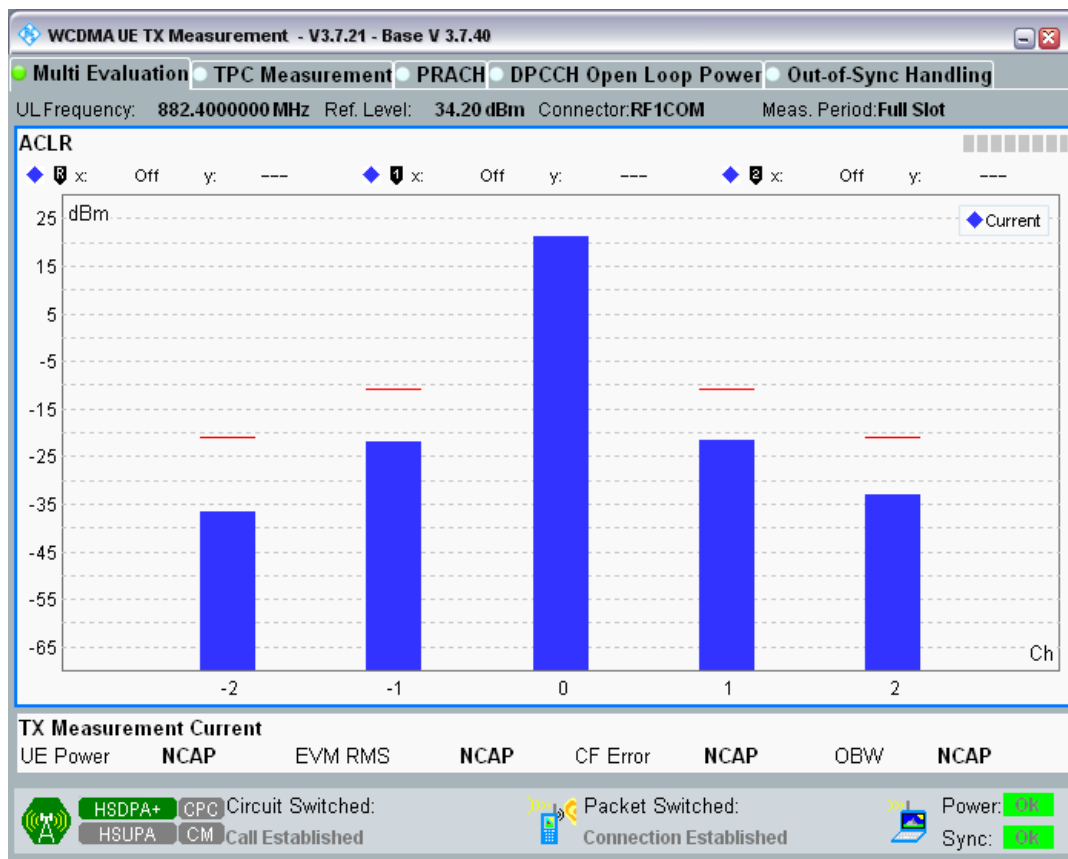 WCDMA UE TX Measurement - V3.7.21 - Base V 3.7.40
Multi Evaluation TPC Measurement PRACH DPCCH Open Loop Power Out-of-Sync Handling
UL Frequency: 882.4000000 MHz Ref. Level: 34.20 dBm Connector:RF1COM Meas. Period:Full Slot
ACLR
R x: Off y: --- 1 x: Off y: --- 2 x: Off y: ---
dBm
Current
25
15
5
-5
-15
-25
-35
-45
-55
-65
Ch
-2 -1 0 1 2
TX Measurement Current
UE Power NCAP EVM RMS NCAP CF Error NCAP OBW NCAP
HSDPA+ CPC Circuit Switched: Packet Switched: Power: OK
HSUPA CM Call Established Connection Established Sync: OK